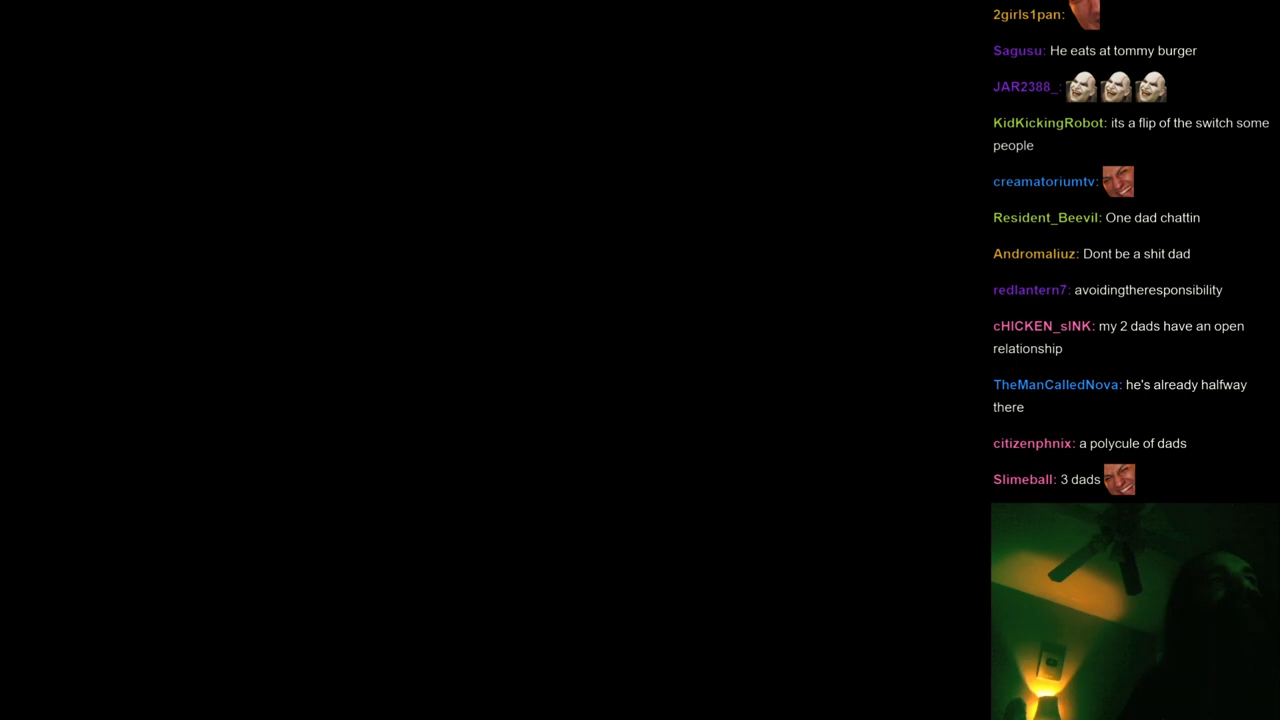 2girls1pan:
Sagusu: He eats at tommy burger
JAR2388_:
KidKickingRobot: its a flip of the switch some
people
creamatoriumtv:
Resident_Beevil: One dad chattin
Andromaliuz: Dont be a shit dad
redlantern7: avoidingtheresponsibility
cHICKEN_sINK: my 2 dads have an open
relationship
TheManCalledNova: he's already halfway
there
citizenphnix: a polycule of dads
Slimeball: 3 dads